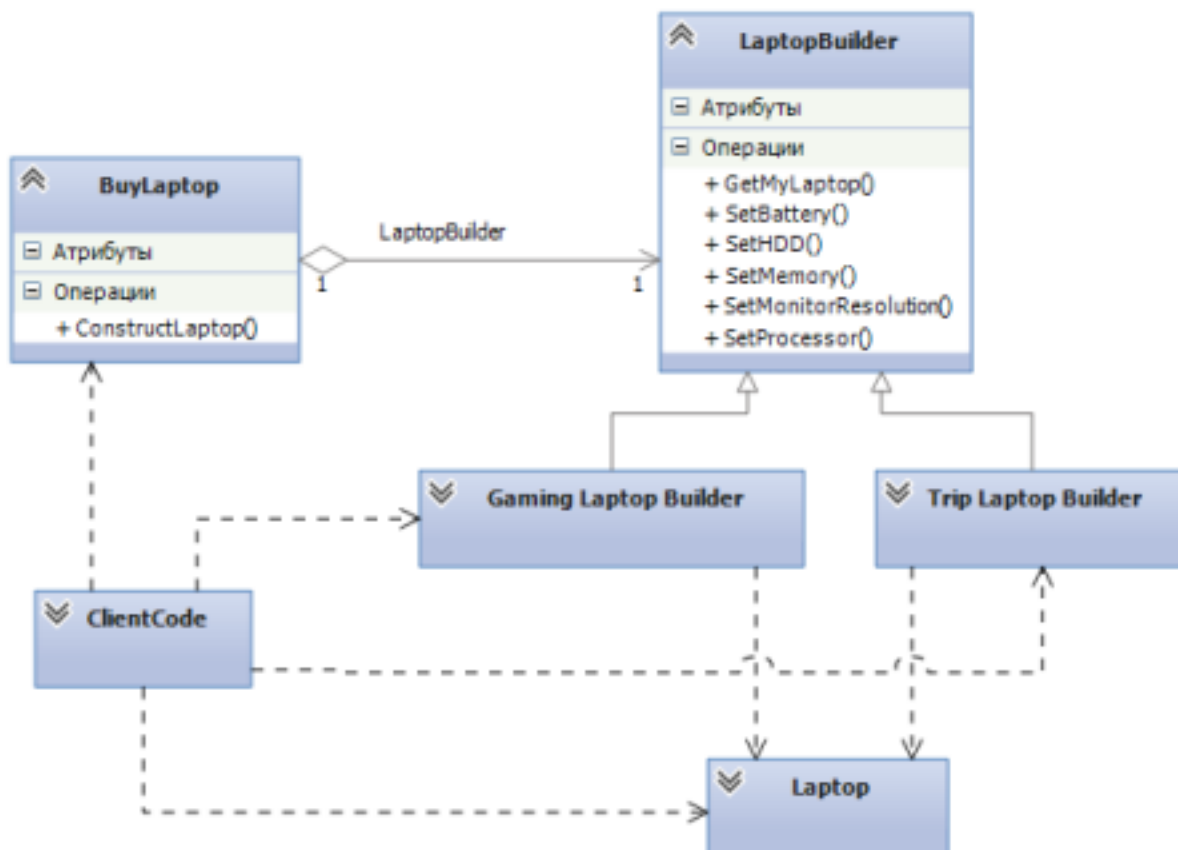 LaptopBuilder
Атрибуты
Операции
+ GetMyLaptop()
+ SetBattery()
+ SetHDD()
+ SetMemory()
+ SetMonitorResolution()
+ SetProcessor()
BuyLaptop
Атрибуты
Операции
+ ConstructLaptop()
LaptopBuilder
1
1
Gaming Laptop Builder
Trip Laptop Builder
ClientCode
Laptop